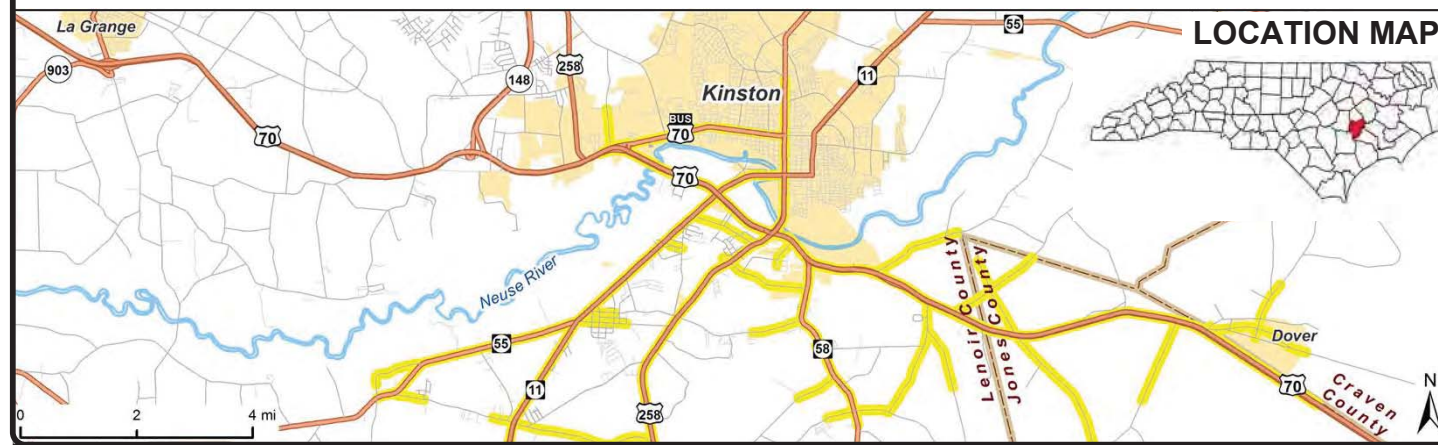 La Grange
903
70
148
258
BUS
70
Kinston
11
55
LOCATION MAP
70
Neuse River
55
11
258
58
Lenoir County
Jones County
Dover
70
Craven
County
0 2 4 mi
N